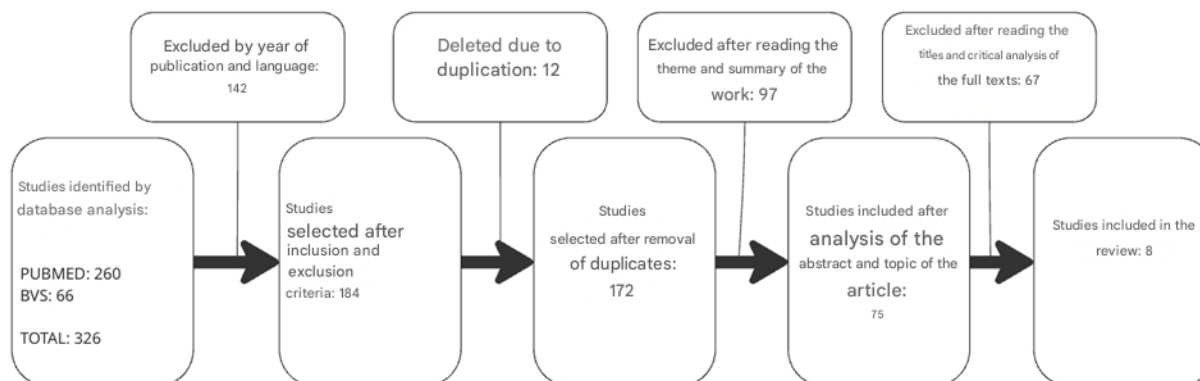 Excluded by year of
publication and language:
142
Deleted due to
duplication: 12
Excluded after reading the
theme and summary of the
work: 97
Excluded after reading the
titles and critical analysis of
the full texts: 67
Studies identified by
database analysis:
PUBMED: 260
BVS: 66
TOTAL: 326
Studies
selected after
inclusion and
exclusion
criteria: 184
Studies
selected after removal
of duplicates:
172
Studies included after
analysis of the
abstract and topic of the
article:
75
Studies included in the
review: 8